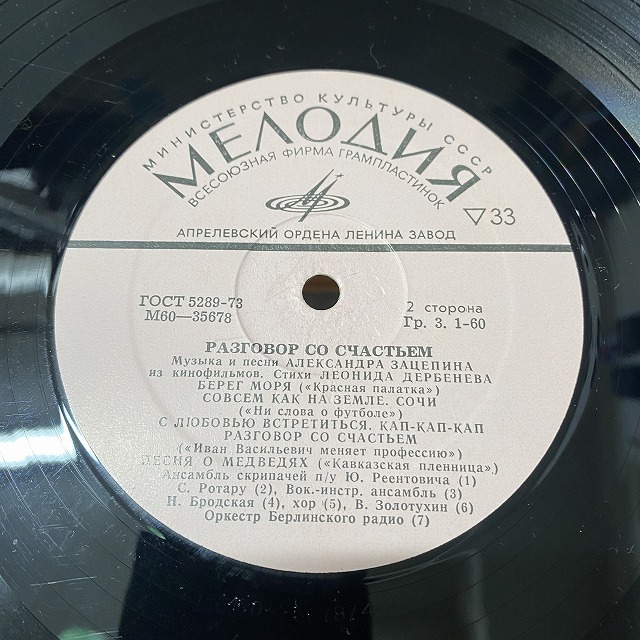 МИНИСТЕРСТВО КУЛЬТУРЫ СССР
МЕЛОДИЯ
ВСЕСОЮЗНАЯ ФИРМА ГРАМПЛАСТИНОК
▽33
АПРЕЛЕВСКИЙ ОРДЕНА ЛЕНИНА ЗАВОД
ГОСТ 5289-73
М60—35678
2 сторона
Гр. 3. 1-60
РАЗГОВОР СО СЧАСТЬЕМ
Музыка и песни АЛЕКСАНДРА ЗАЦЕПИНА
из кинофильмов. Стихи ЛЕОНИДА ДЕРБЕНЕВА
БЕРЕГ МОРЯ («Красная палатка»)
СОВСЕМ КАК НА ЗЕМЛЕ. СОЧИ
(«Ни слова о футболе»)
С ЛЮБОВЬЮ ВСТРЕТИТЬСЯ. КАП-КАП-КАП
РАЗГОВОР СО СЧАСТЬЕМ
(«Иван Васильевич меняет профессию»)
ПЕСНЯ О МЕДВЕДЯХ («Кавказская пленница»)
Ансамбль скрипачей п/у Ю. Реентовича (1)
С. Ротару (2), Вок.-инстр. ансамбль (3)
Н. Бродская (4), хор (5), В. Золотухин (6)
Оркестр Берлинского радио (7)